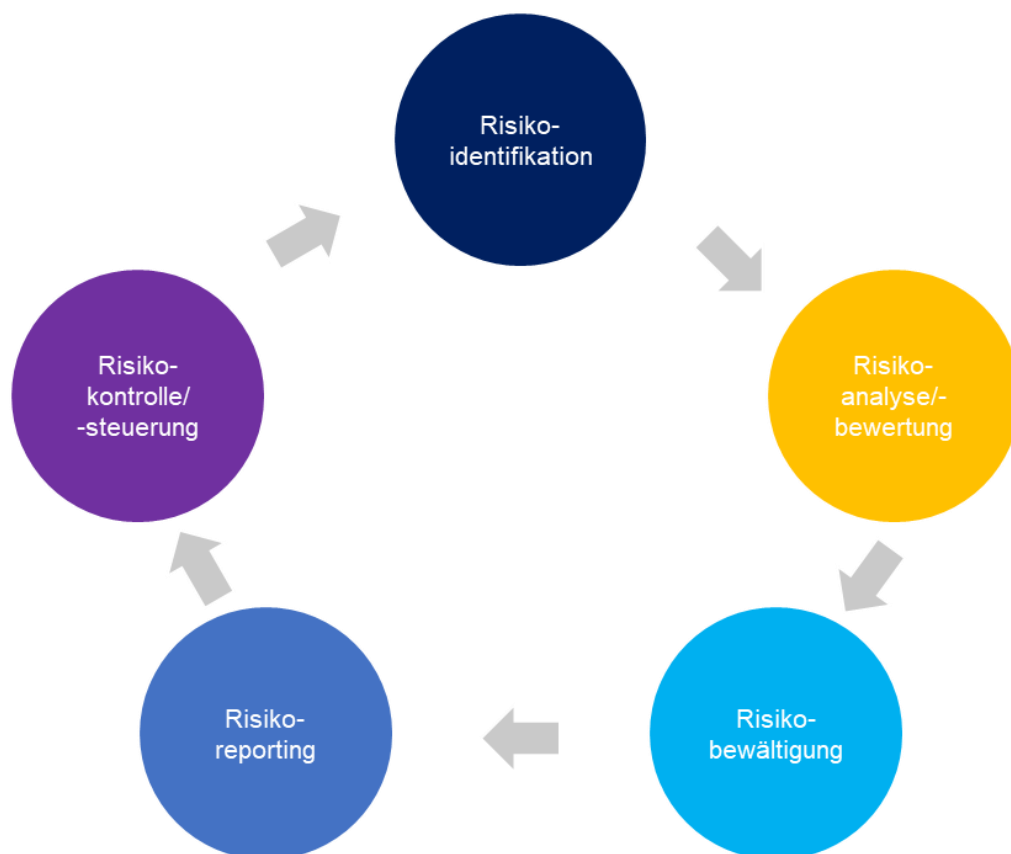 Risiko-
identifikation
Risiko-
analyse/-
bewertung
Risiko-
bewältigung
Risiko-
reporting
Risiko-
kontrolle/
-steuerung